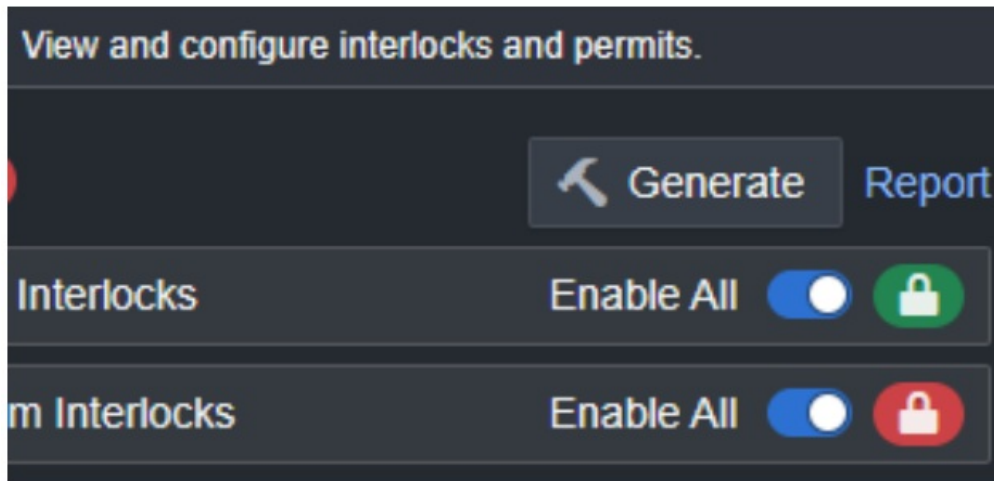 View and configure interlocks and permits.
Generate Report
Interlocks Enable All
m Interlocks Enable All